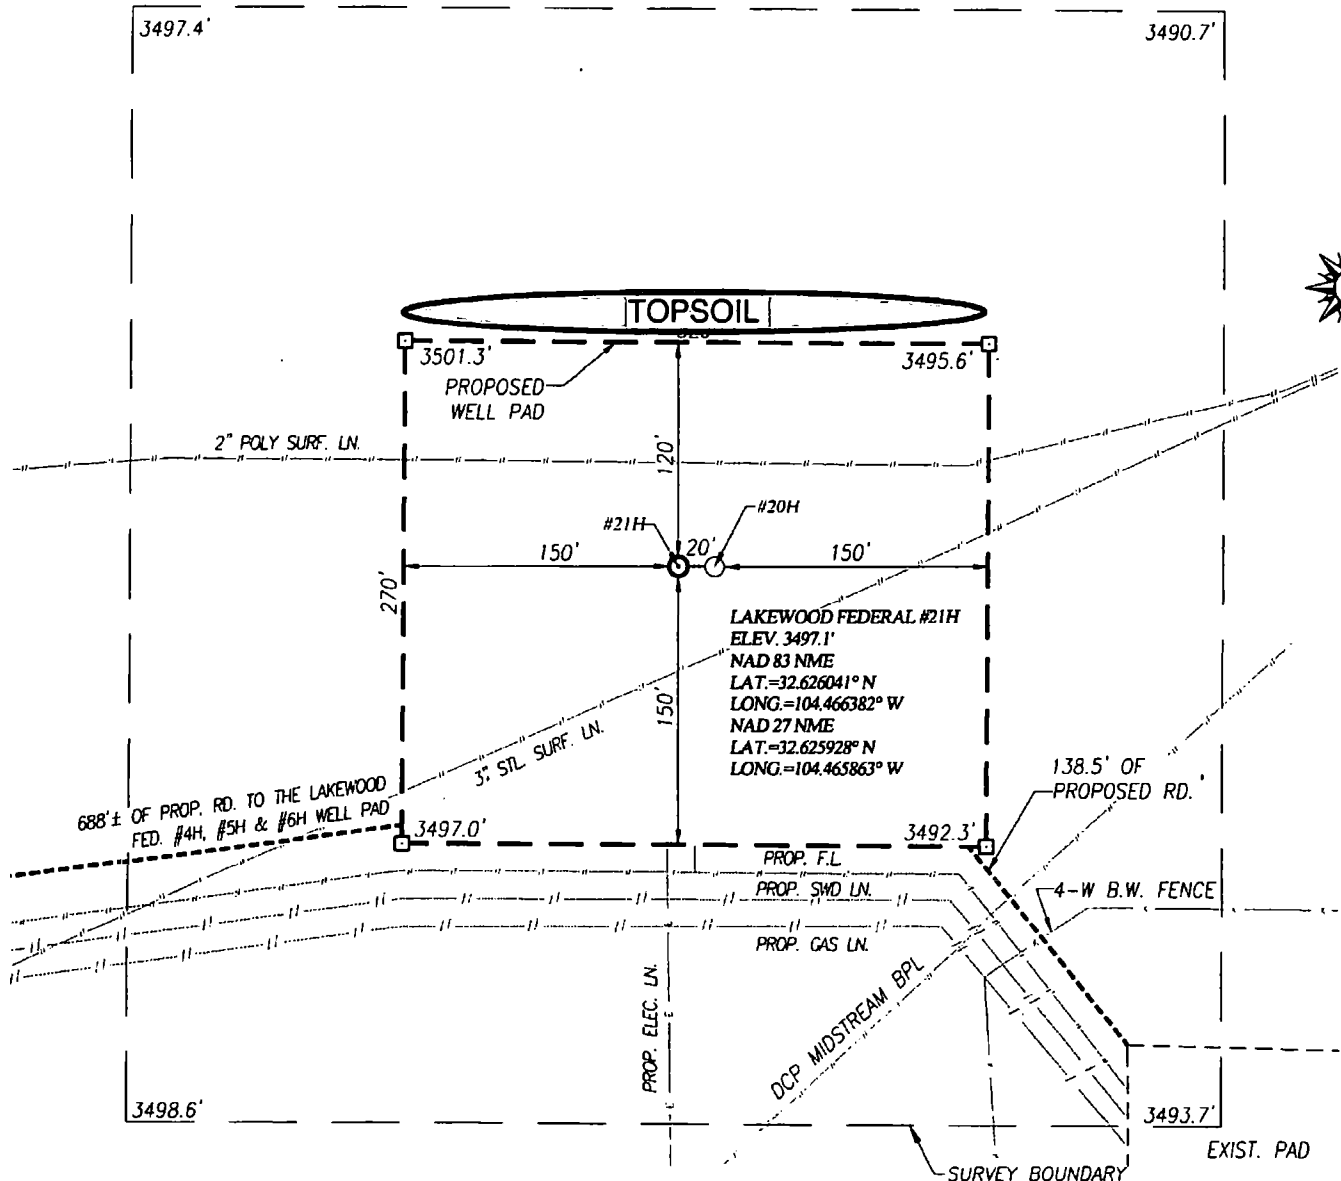 3497.4'
3490.7'
TOPSOIL
3501.3'
3495.6'
PROPOSED
WELL PAD
2" POLY SURF. LN.
120'
#21H
#20H
20'
150'
150'
270'
LAKEWOOD FEDERAL #21H
ELEV. 3497.1'
NAD 83 NME
LAT.=32.626041° N
LONG.=104.466382° W
NAD 27 NME
LAT.=32.625928° N
LONG.=104.465863° W
150'
3" STL. SURF. LN.
138.5' OF
PROPOSED RD.
688'± OF PROP. RD. TO THE LAKEWOOD
FED. #4H, #5H & #6H WELL PAD
3497.0'
3492.3'
PROP. F.L.
PROP. SWD LN.
4-W B.W. FENCE
PROP. GAS LN.
PROP. ELEC. LN.
DCP MIDSTREAM BPL
3498.6'
3493.7'
EXIST. PAD
SURVEY BOUNDARY